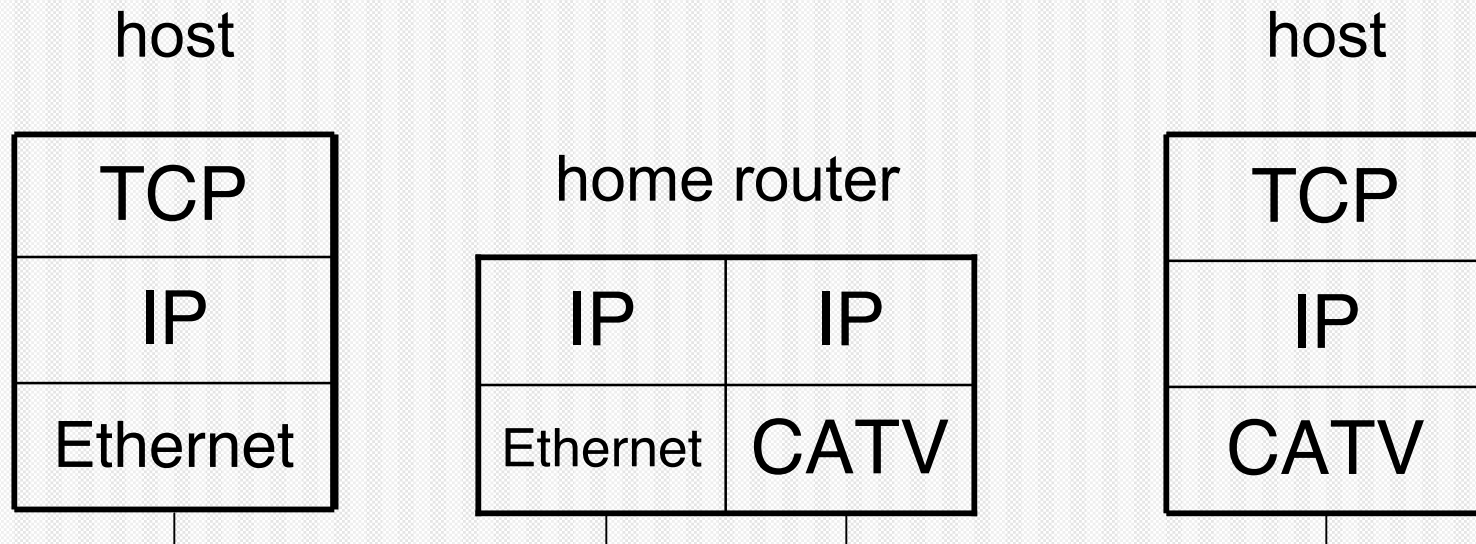 host
host
home router
TCP
IP
Ethernet
IP
IP
Ethernet
CATV
TCP
IP
CATV